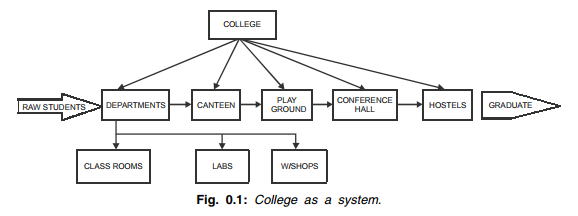 COLLEGE
RAW STUDENTS
DEPARTMENTS
CANTEEN
PLAY
GROUND
CONFERENCE
HALL
HOSTELS
GRADUATE
CLASS ROOMS
LABS
W/SHOPS
Fig. 0.1: College as a system.